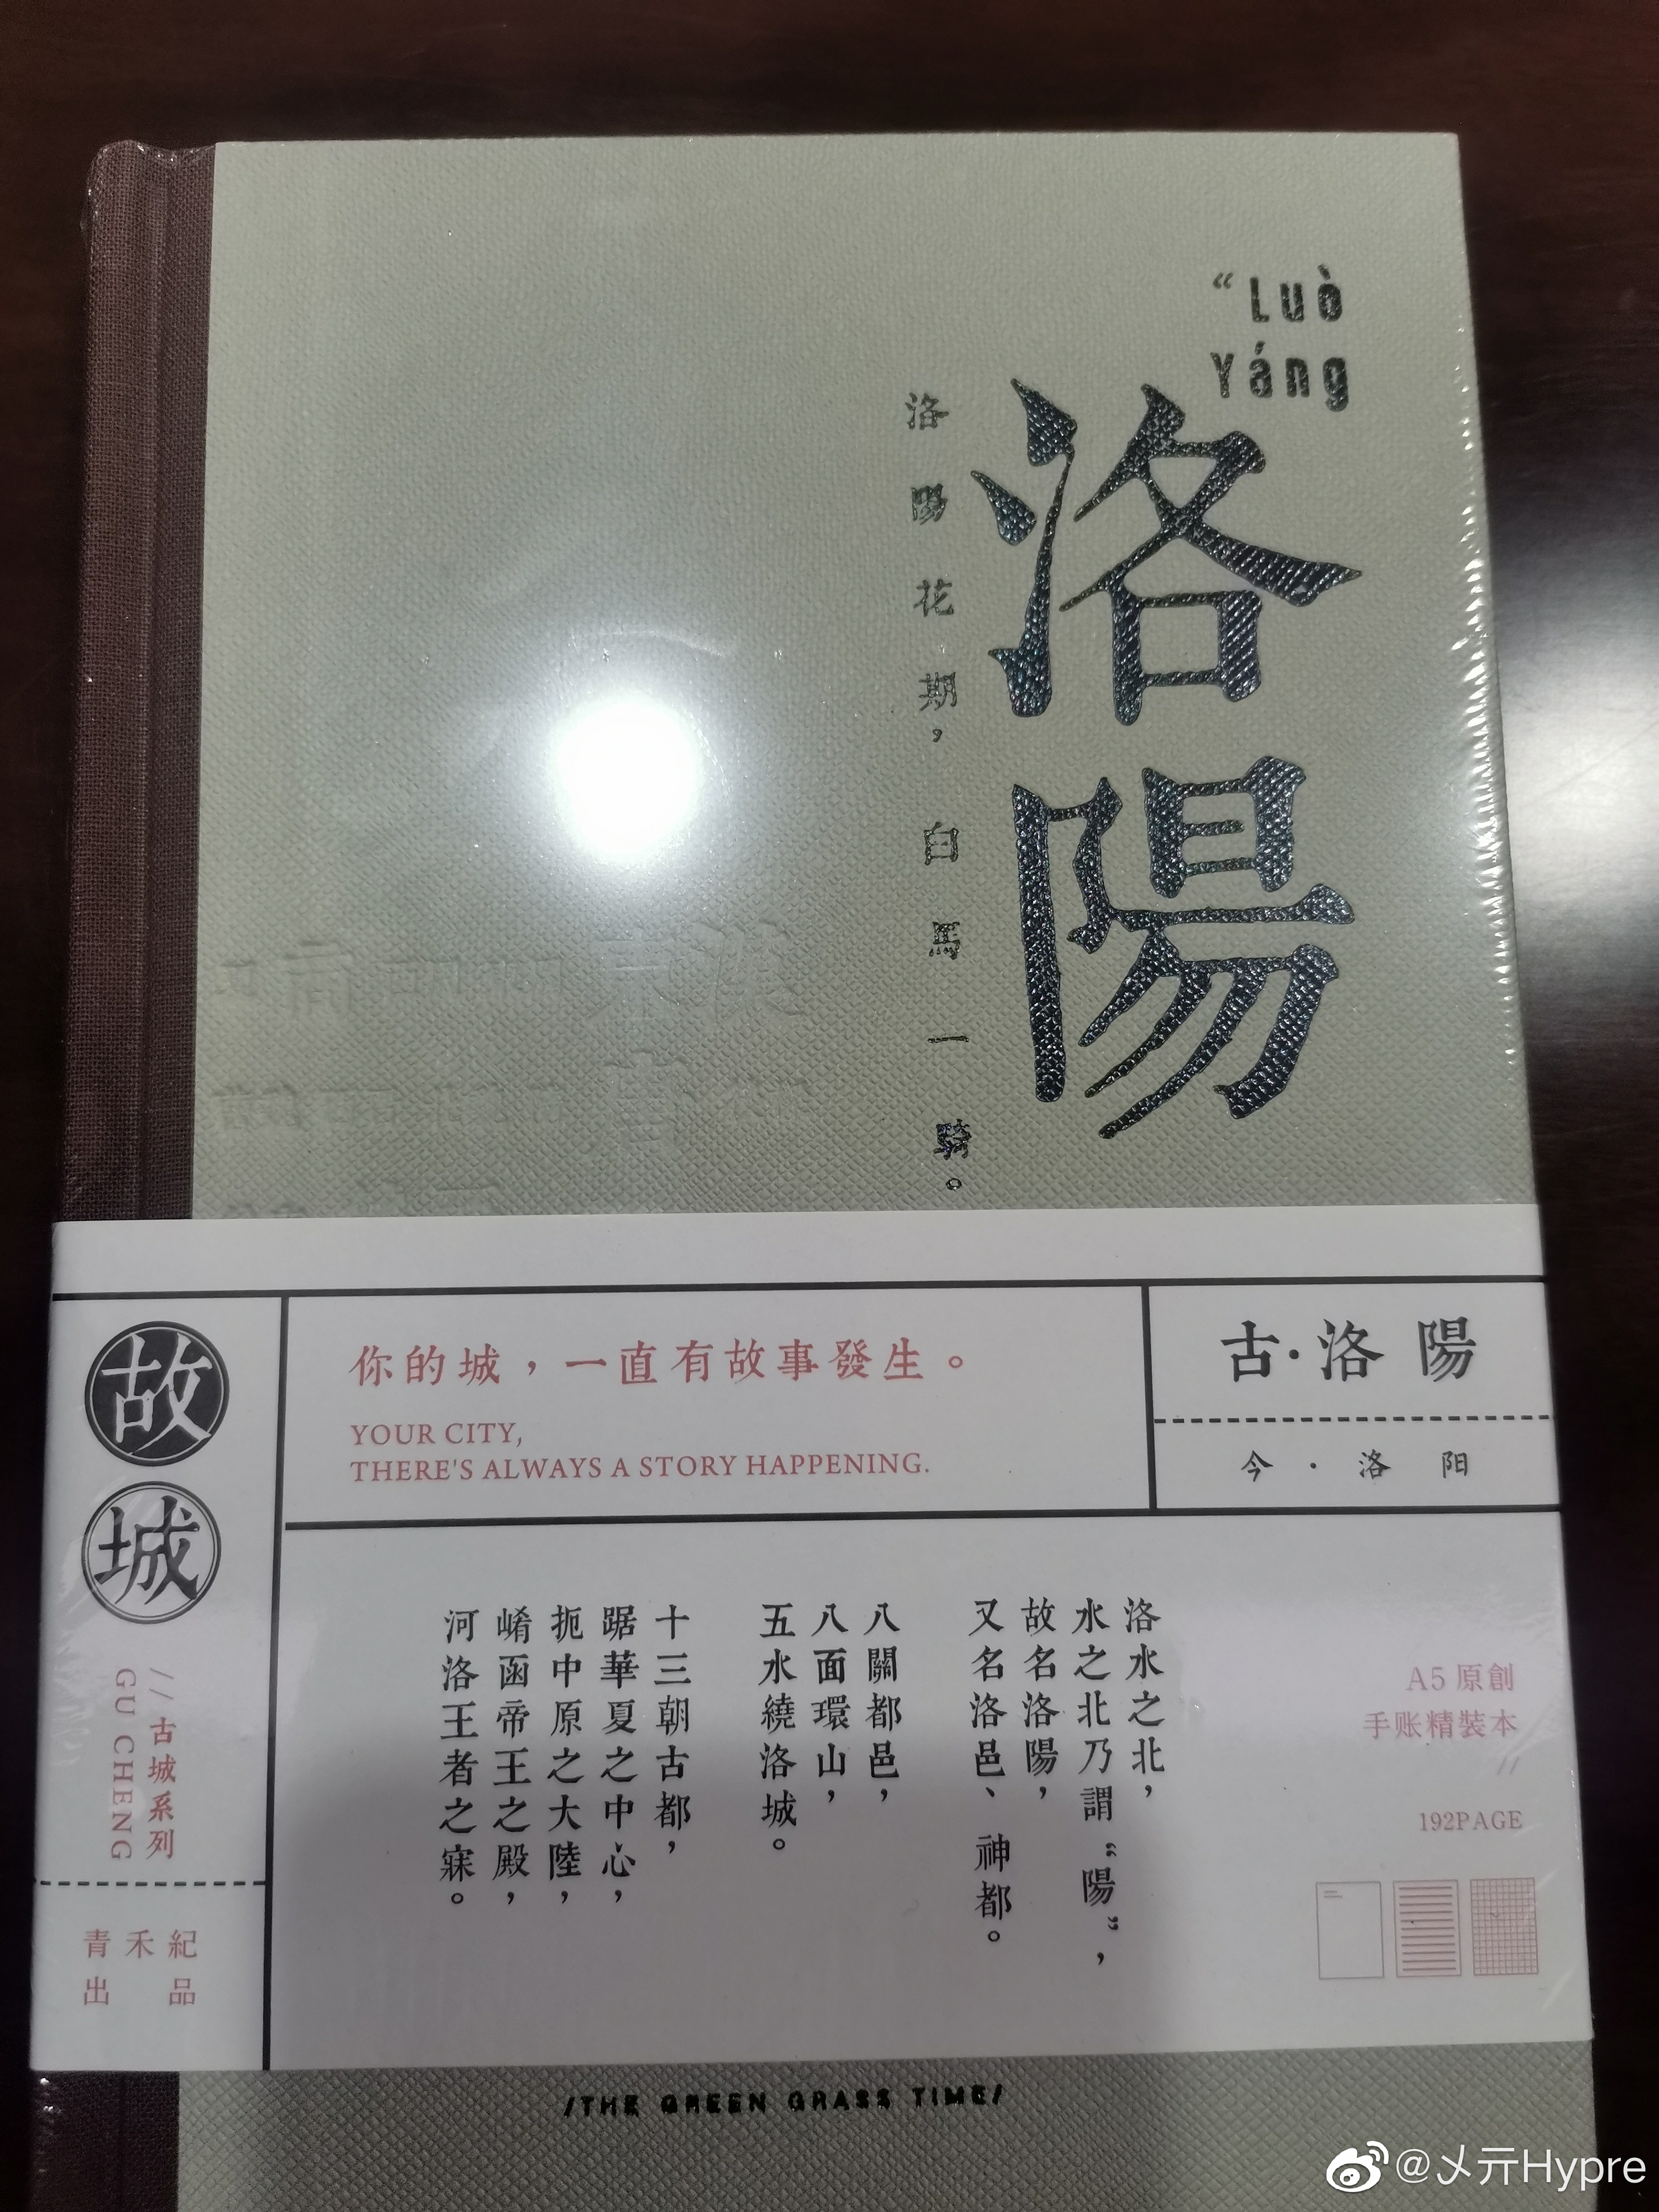 “Luò
Yáng
洛陽
洛陽花期，白馬一騎。
故城
//古城系列
GU CHENG
青禾紀
出品
你的城，一直有故事發生。
YOUR CITY,
THERE'S ALWAYS A STORY HAPPENING.
古·洛陽
今·洛阳
洛水之北，
水之北乃謂“陽”，
故名洛陽，
又名洛邑、神都。
八關都邑，
八面環山，
五水繞洛城。
十三朝古都，
踞華夏之中心，
扼中原之大陸，
崤函帝王之殿，
河洛王者之寐。
A5原創
手账精裝本
//
192PAGE
/THE GREEN GRASS TIME/
@乄亓Hypre